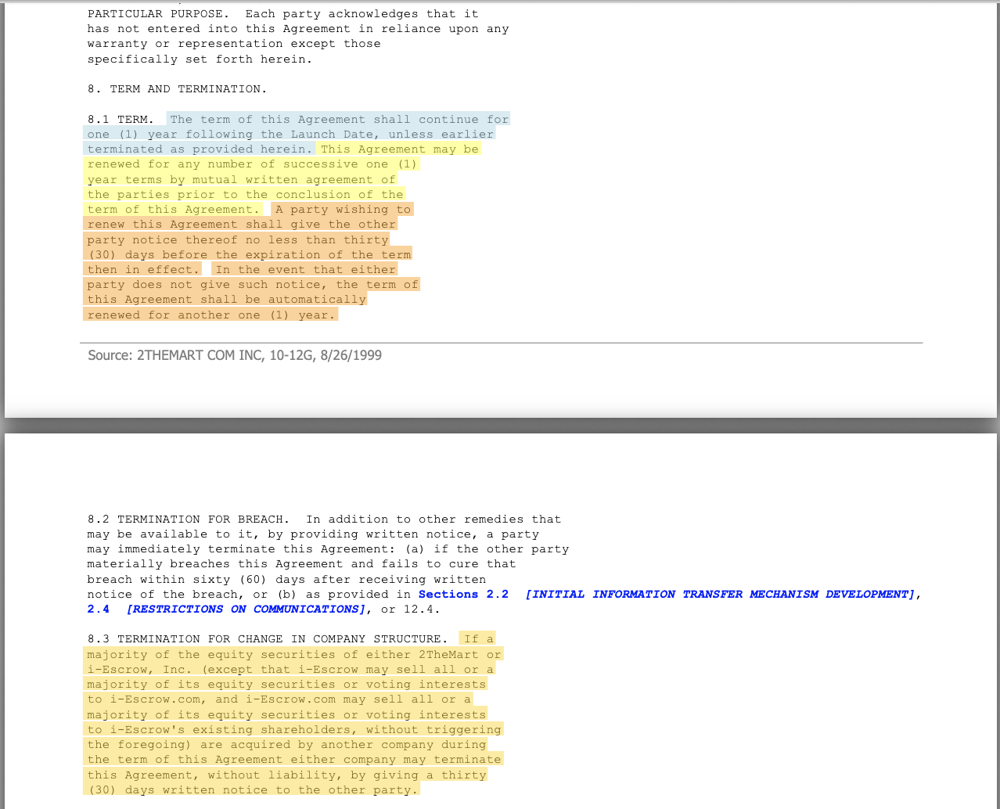 PARTICULAR PURPOSE.  Each party acknowledges that it
has not entered into this Agreement in reliance upon any
warranty or representation except those
specifically set forth herein.
8. TERM AND TERMINATION.
8.1 TERM.  The term of this Agreement shall continue for
one (1) year following the Launch Date, unless earlier
terminated as provided herein. This Agreement may be
renewed for any number of successive one (1)
year terms by mutual written agreement of
the parties prior to the conclusion of the
term of this Agreement.  A party wishing to
renew this Agreement shall give the other
party notice thereof no less than thirty
(30) days before the expiration of the term
then in effect.  In the event that either
party does not give such notice, the term of
this Agreement shall be automatically
renewed for another one (1) year.
Source: 2THEMART COM INC, 10-12G, 8/26/1999
8.2 TERMINATION FOR BREACH.  In addition to other remedies that
may be available to it, by providing written notice, a party
may immediately terminate this Agreement: (a) if the other party
materially breaches this Agreement and fails to cure that
breach within sixty (60) days after receiving written
notice of the breach, or (b) as provided in Sections 2.2  [INITIAL INFORMATION TRANSFER MECHANISM DEVELOPMENT],
2.4  [RESTRICTIONS ON COMMUNICATIONS], or 12.4.
8.3 TERMINATION FOR CHANGE IN COMPANY STRUCTURE.  If a
majority of the equity securities of either 2TheMart or
i-Escrow, Inc. (except that i-Escrow may sell all or a
majority of its equity securities or voting interests
to i-Escrow.com, and i-Escrow.com may sell all or a
majority of its equity securities or voting interests
to i-Escrow's existing shareholders, without triggering
the foregoing) are acquired by another company during
the term of this Agreement either company may terminate
this Agreement, without liability, by giving a thirty
(30) days written notice to the other party.